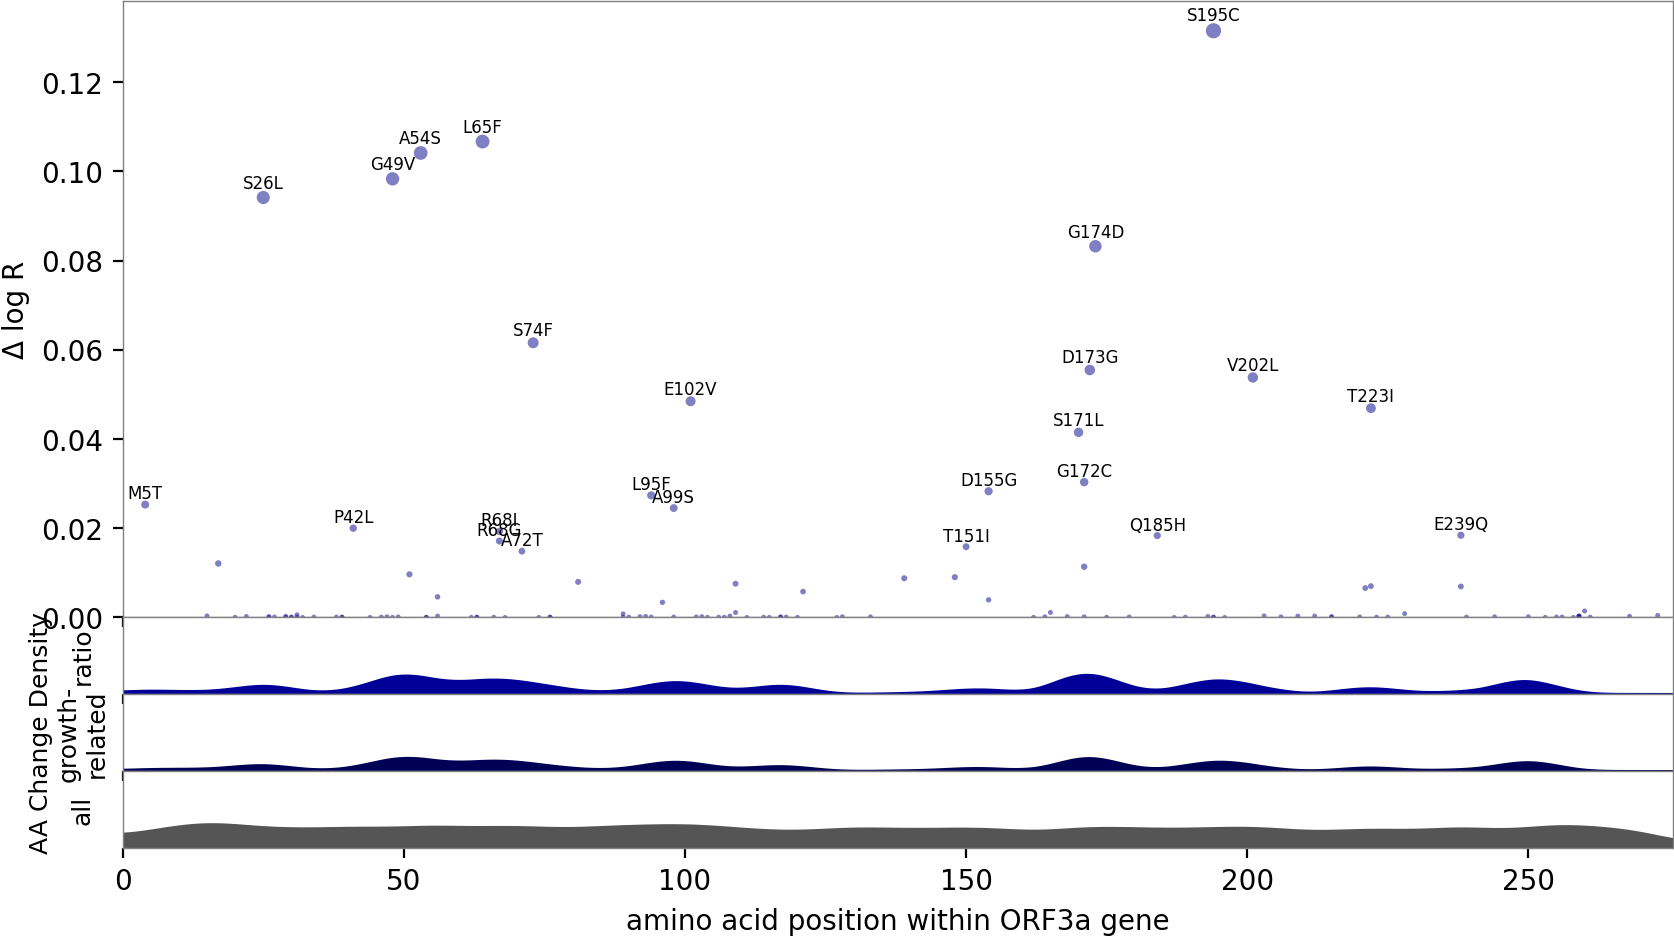 S195C
0.12
L65F
A54S
G49V
0.10
S26L
G174D
0.08
S74F
0.06
D173G
V202L
E102V
T223I
S171L
0.04
G172C
D155G
L95F
M5T
A99S
R68I
P42L
Q185H
E239Q
0.02
R68G
A72T
T151I
0.00
Δ log R
AA Change Density
ratio
growth-
related
all
0 50 100 150 200 250
amino acid position within ORF3a gene